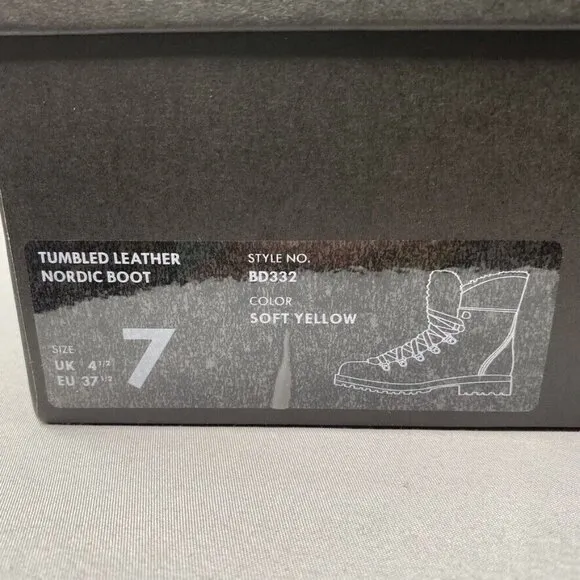 TUMBLED LEATHER
NORDIC BOOT
STYLE NO.
BD332
COLOR
SOFT YELLOW
SIZE
UK 4 1/2
EU 37 1/2
7